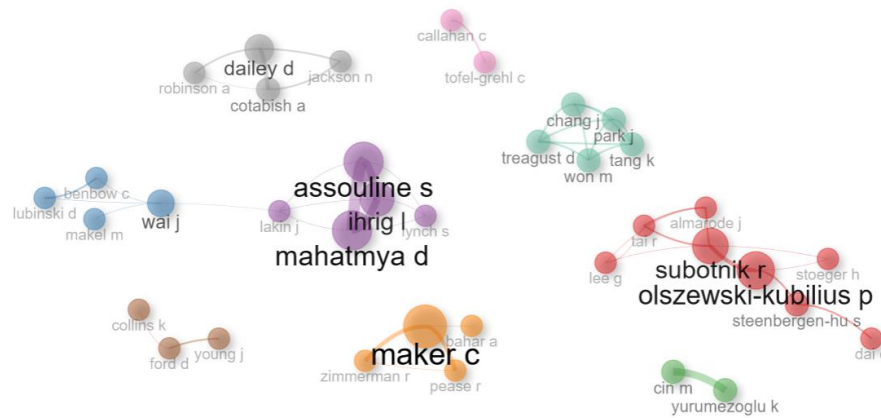 callahan c
tofel-grehl c
dailey d
robinson a
jackson n
cotabish a
chang j
park j
treagust d
tang k
won m
benbow c
lubinski d
makel m
wai j
assouline s
lakin j
ihrig l
lynch s
mahatmya d
almarode j
tai r
lee g
subotnik r
stoeger h
olszewski-kubilius p
steenbergen-hu s
dai
collins k
ford d
young j
maker c
bahar a
zimmerman r
pease r
cin m
yurumezoglu k